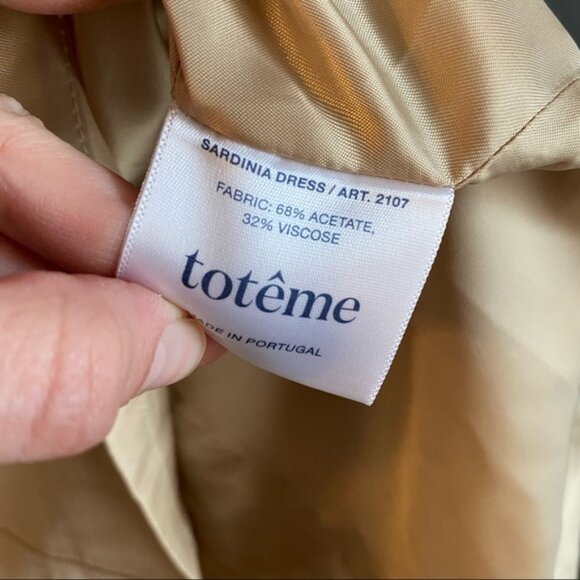 SARDINIA DRESS / ART. 2107
FABRIC: 68% ACETATE,
32% VISCOSE
totême
ADE IN PORTUGAL